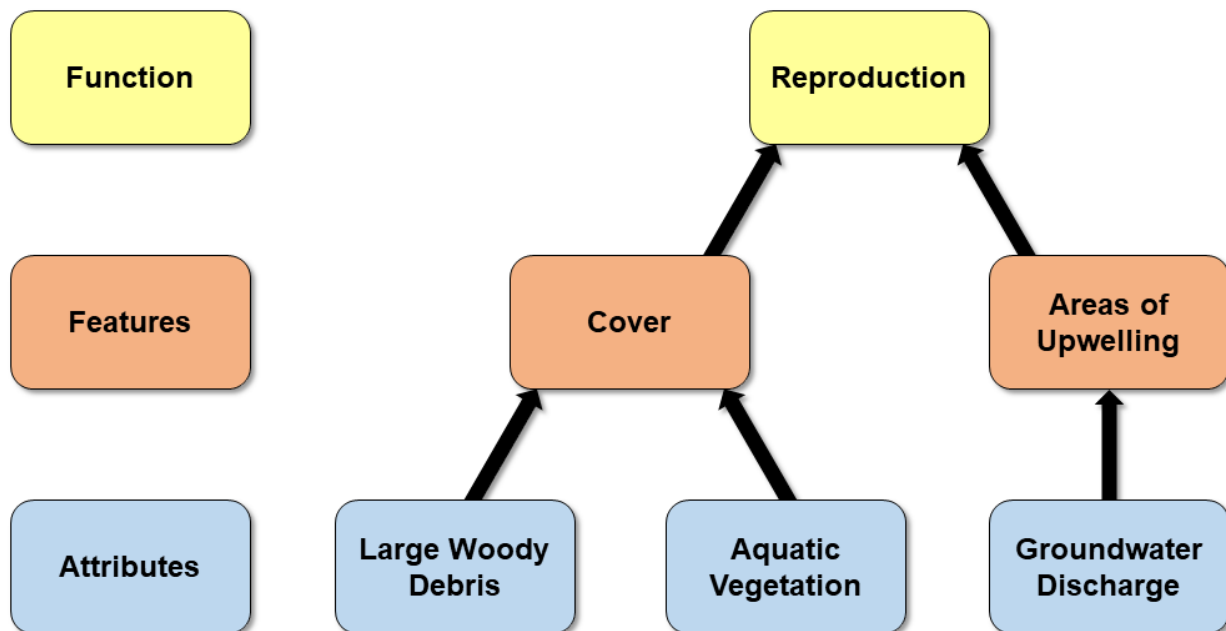 Function
Reproduction
Features
Cover
Areas of
Upwelling
Attributes
Large Woody
Debris
Aquatic
Vegetation
Groundwater
Discharge